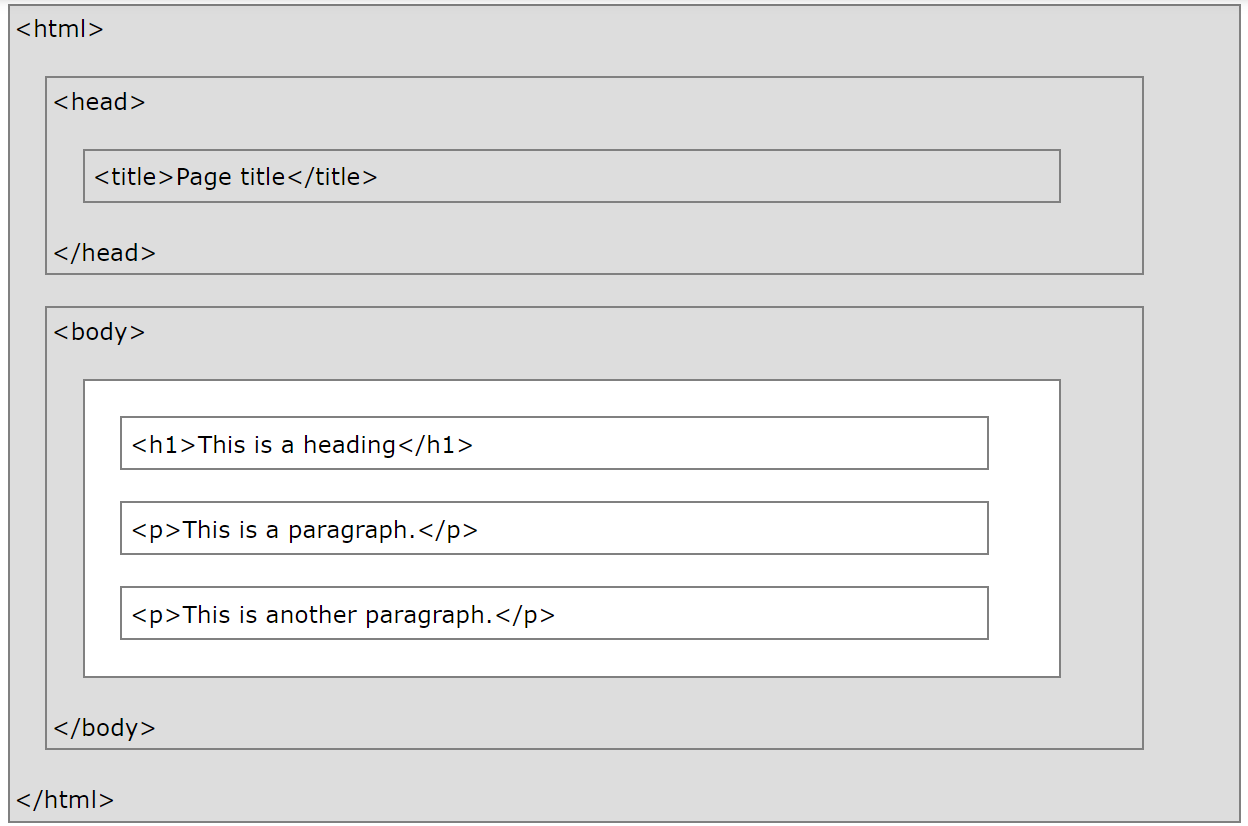 <html>
<head>
<title>Page title</title>
</head>
<body>
<h1>This is a heading</h1>
<p>This is a paragraph.</p>
<p>This is another paragraph.</p>
</body>
</html>